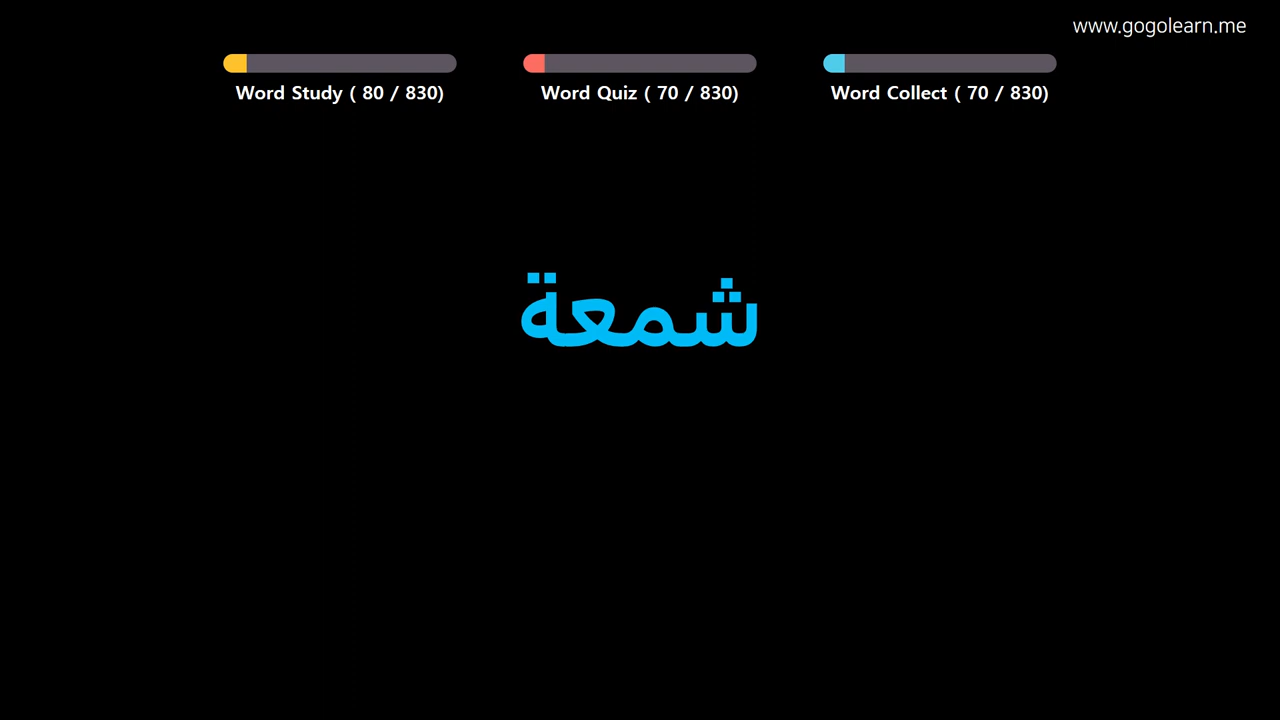 www.gogolearn.me
Word Study ( 80 / 830)
Word Quiz ( 70 / 830)
Word Collect ( 70 / 830)
شمعة